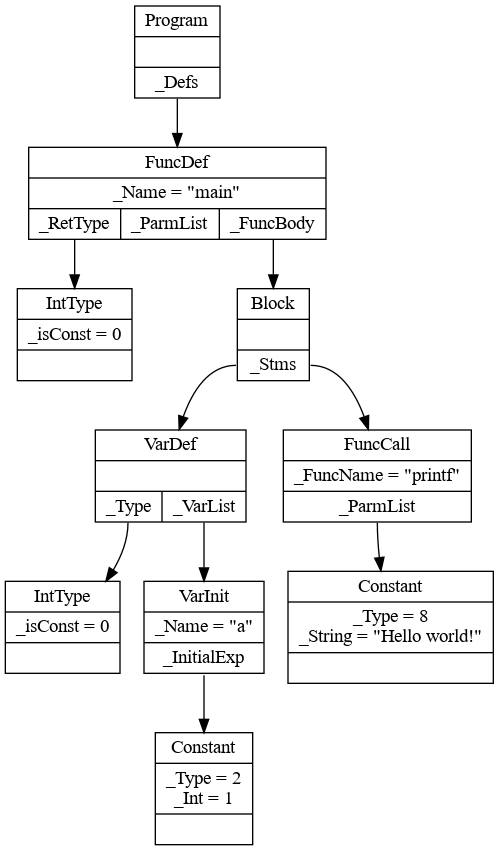 Program
_Defs
FuncDef
_Name = "main"
_RetType _ParmList _FuncBody
IntType
_isConst = 0
Block
_Stms
VarDef
_Type _VarList
FuncCall
_FuncName = "printf"
_ParmList
IntType
_isConst = 0
VarInit
_Name = "a"
_InitialExp
Constant
_Type = 8
_String = "Hello world!"
Constant
_Type = 2
_Int = 1